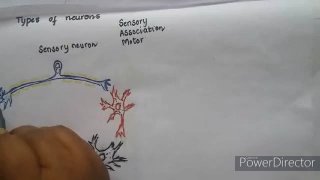 Types of neurons
Sensory
Association
Motor
Sensory neuron
PowerDirector